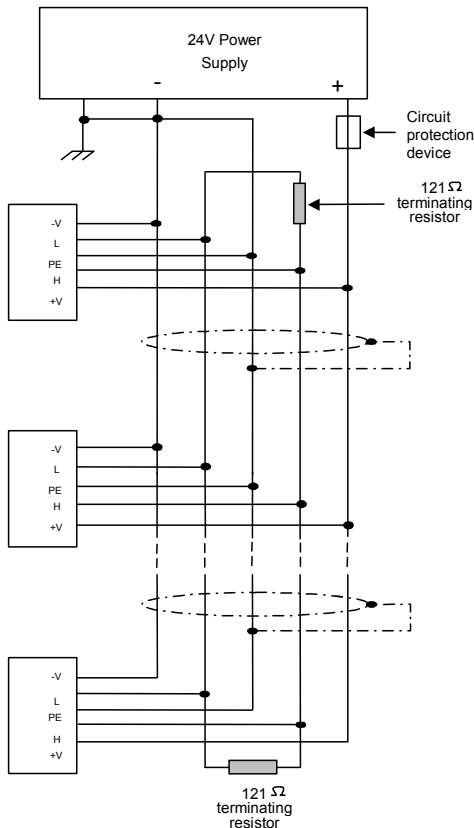 24V Power
Supply
-
+
Circuit
protection
device
121 Ω
terminating
resistor
-V
L
PE
H
+V
-V
L
PE
H
+V
-V
L
PE
H
+V
121 Ω
terminating
resistor